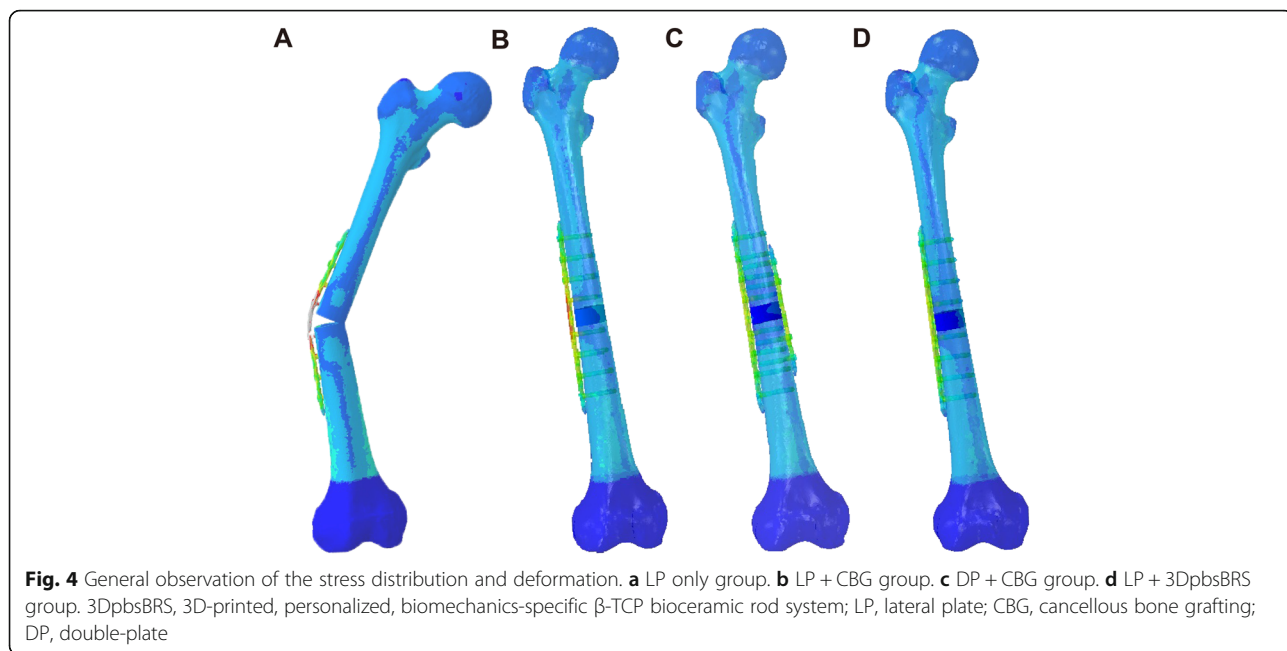 A B C D
Fig. 4 General observation of the stress distribution and deformation. a LP only group. b LP + CBG group. c DP + CBG group. d LP + 3DpbsBRS
group. 3DpbsBRS, 3D-printed, personalized, biomechanics-specific β-TCP bioceramic rod system; LP, lateral plate; CBG, cancellous bone grafting;
DP, double-plate